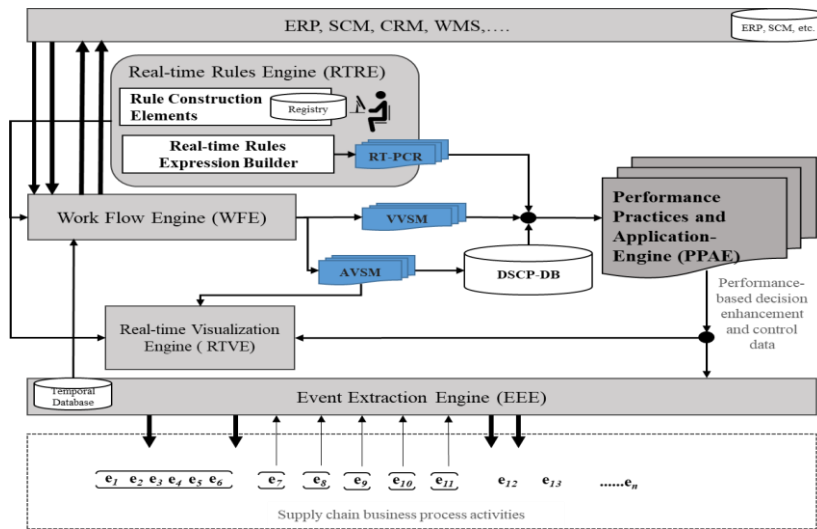 ERP, SCM, CRM, WMS,....
ERP, SCM, etc.
Real-time Rules Engine (RTRE)
Rule Construction
Elements
Registry
Real-time Rules
Expression Builder
RT-PCR
Work Flow Engine (WFE)
VVSM
AVSM
DSCP-DB
Performance
Practices and
Application-
Engine (PPAE)
Performance-
based decision
enhancement
and control
data
Real-time Visualization
Engine ( RTVE)
Temporal
Database
Event Extraction Engine (EEE)
e1 e2 e3 e4 e5 e6 e7 e8 e9 e10 e11 e12 e13 ......en
Supply chain business process activities